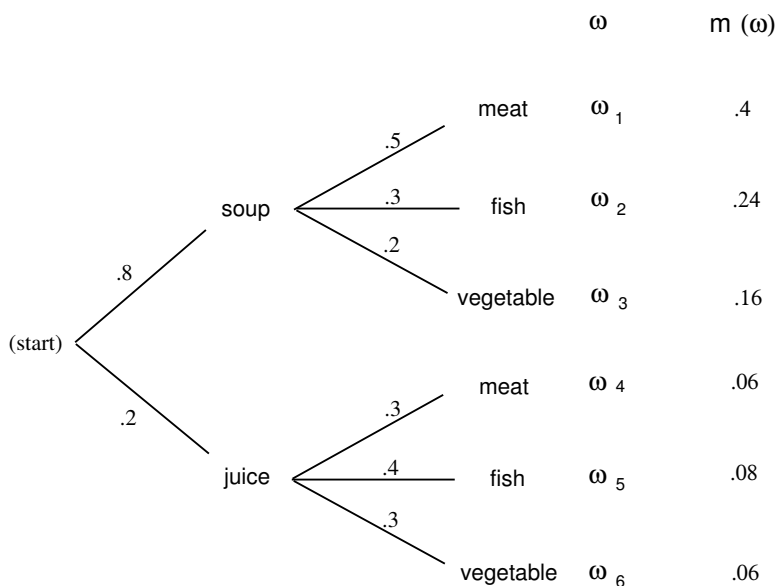 ω m (ω)
meat ω 1 .4
.5
soup .3 fish ω 2 .24
.2
.8
vegetable ω 3 .16
(start)
meat ω 4 .06
.2 .3
juice .4 fish ω 5 .08
.3
vegetable ω 6 .06